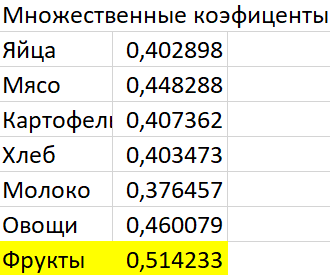 Множественные коэфиценты
Яйца 0,402898
Мясо 0,448288
Картофель 0,407362
Хлеб 0,403473
Молоко 0,376457
Овощи 0,460079
Фрукты 0,514233